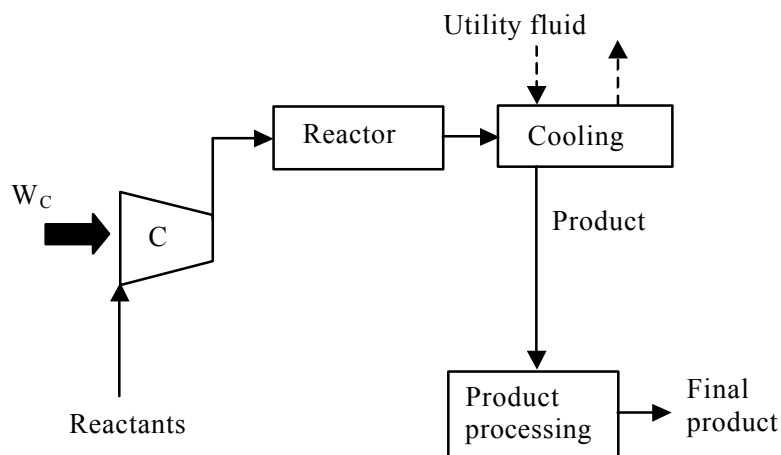 Utility fluid
Reactor
Cooling
W_C
C
Product
Reactants
Product
processing
Final
product